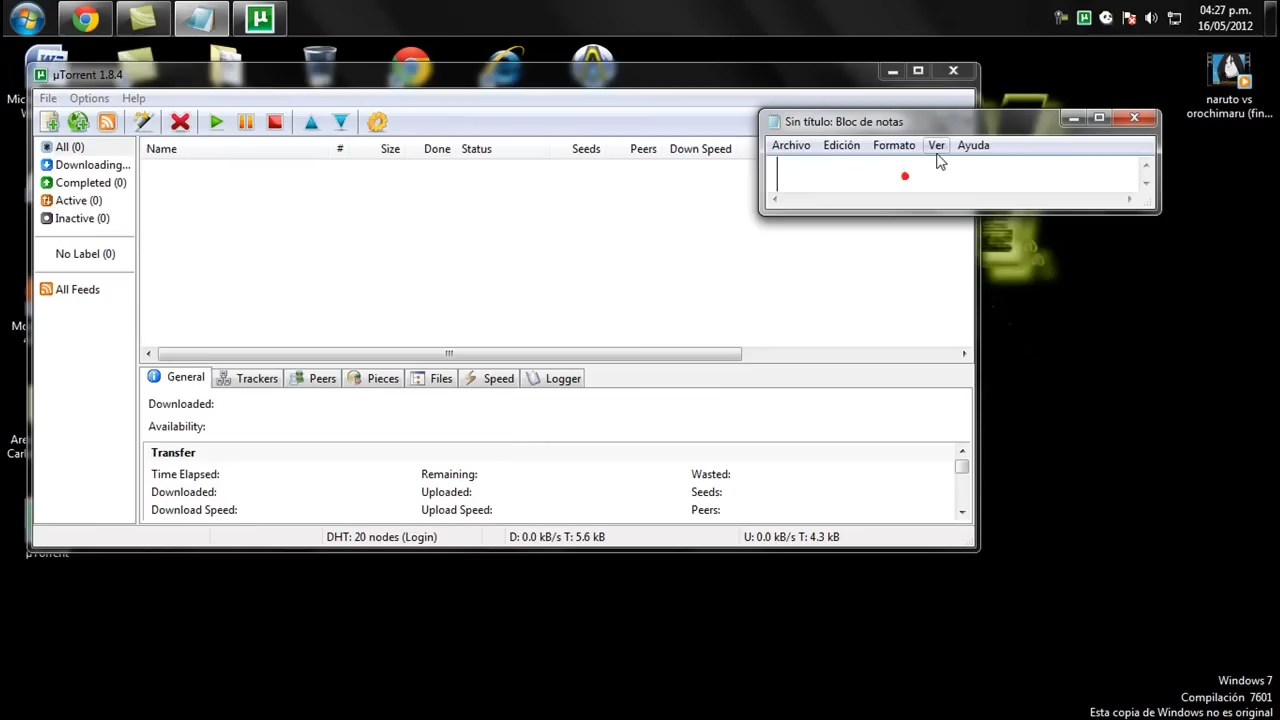 04:27 p.m.
16/05/2012
naruto vs
orochimaru (fin...
Mic
W
µTorrent 1.8.4
File Options Help
All (0)
Downloading...
Completed (0)
Active (0)
Inactive (0)
No Label (0)
All Feeds
Name # Size Done Status Seeds Peers Down Speed
Sin título: Bloc de notas
Archivo Edición Formato Ver Ayuda
Mo
Are
Carl
General Trackers Peers Pieces Files Speed Logger
Downloaded:
Availability:
Transfer
Time Elapsed: Remaining: Wasted:
Downloaded: Uploaded: Seeds:
Download Speed: Upload Speed: Peers:
DHT: 20 nodes (Login) D: 0.0 kB/s T: 5.6 kB U: 0.0 kB/s T: 4.3 kB
µTorrent
Windows 7
Compilación 7601
Esta copia de Windows no es original